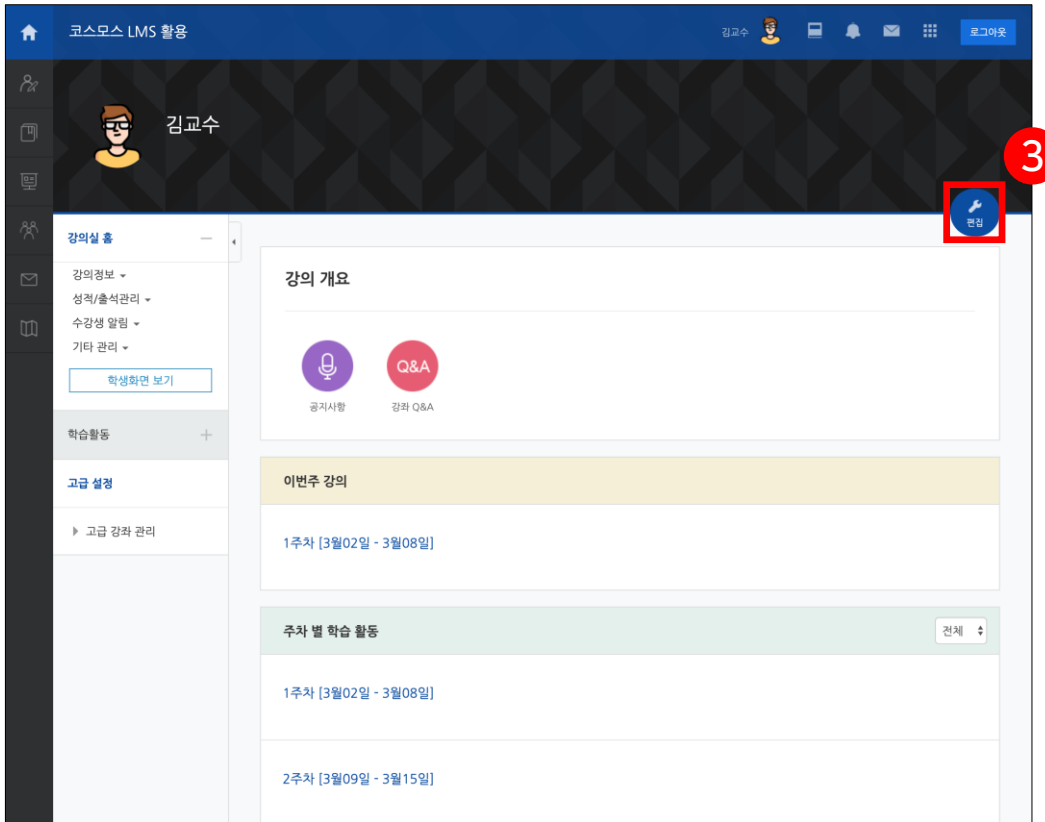 코스모스 LMS 활용
김교수
로그아웃
김교수
3
편집
강의실 홈
강의정보
성적/출석관리
수강생 알림
기타 관리
학생화면 보기
학습활동
고급 설정
고급 강좌 관리
강의 개요
Q&A
공지사항
강좌 Q&A
이번주 강의
1주차 [3월02일 - 3월08일]
주차 별 학습 활동
전체
1주차 [3월02일 - 3월08일]
2주차 [3월09일 - 3월15일]